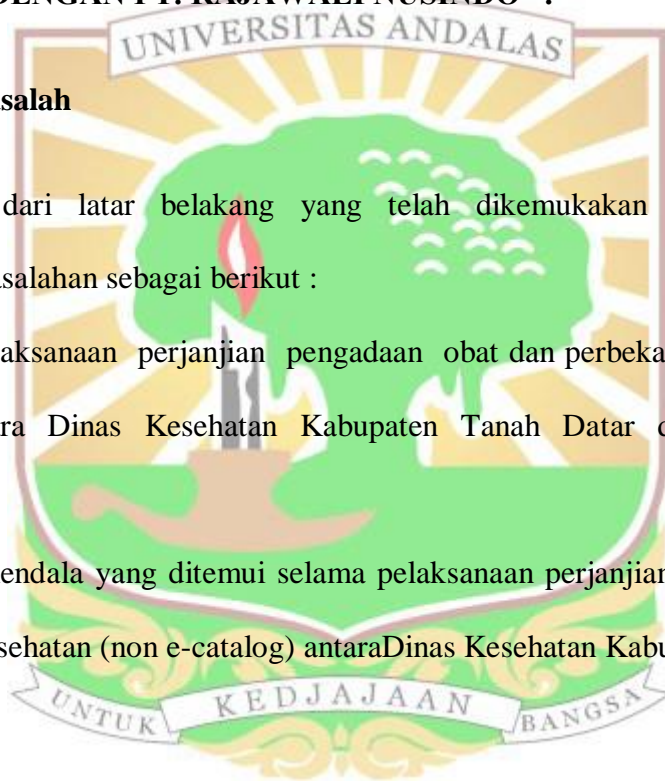 DENGAN PT. RAJAWALI NUSINDO".
UNIVERSITAS ANDALAS
salah
dari latar belakang yang telah dikemukakan
asalahan sebagai berikut :
aksanaan perjanjian pengadaan obat dan perbeka
ra Dinas Kesehatan Kabupaten Tanah Datar d
endala yang ditemui selama pelaksanaan perjanjian
sehatan (non e-catalog) antaraDinas Kesehatan Kabu
UNTUK KEDJAJAAN BANGSA